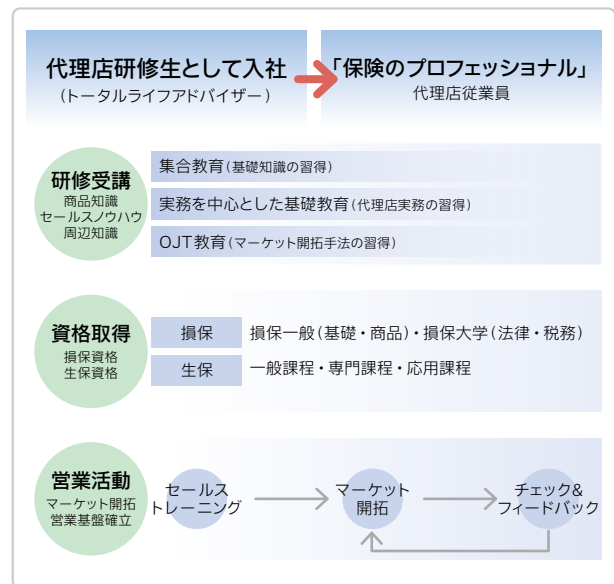 代理店研修生として入社
(トータルライフアドバイザー)
「保険のプロフェッショナル」
代理店従業員
研修受講
商品知識
セールスノウハウ
周辺知識
集合教育(基礎知識の習得)
実務を中心とした基礎教育(代理店実務の習得)
OJT教育(マーケット開拓手法の習得)
資格取得
損保資格
生保資格
損保
損保一般(基礎・商品)・損保大学(法律・税務)
生保
一般課程・専門課程・応用課程
営業活動
マーケット開拓
営業基盤確立
セールス
トレーニング
マーケット
開拓
チェック&
フィードバック